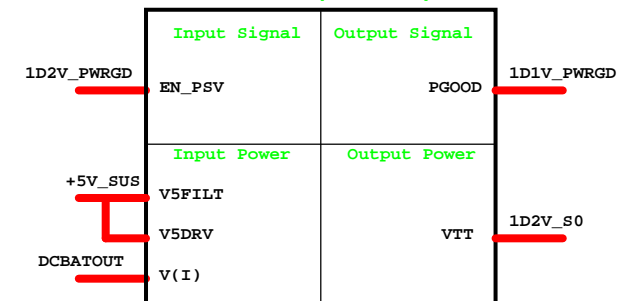 Input Signal Output Signal
1D2V_PWRGD EN_PSV PGOOD 1D1V_PWRGD
Input Power Output Power
+5V_SUS V5FILT
V5DRV VTT 1D2V_S0
DCBATOUT V(I)